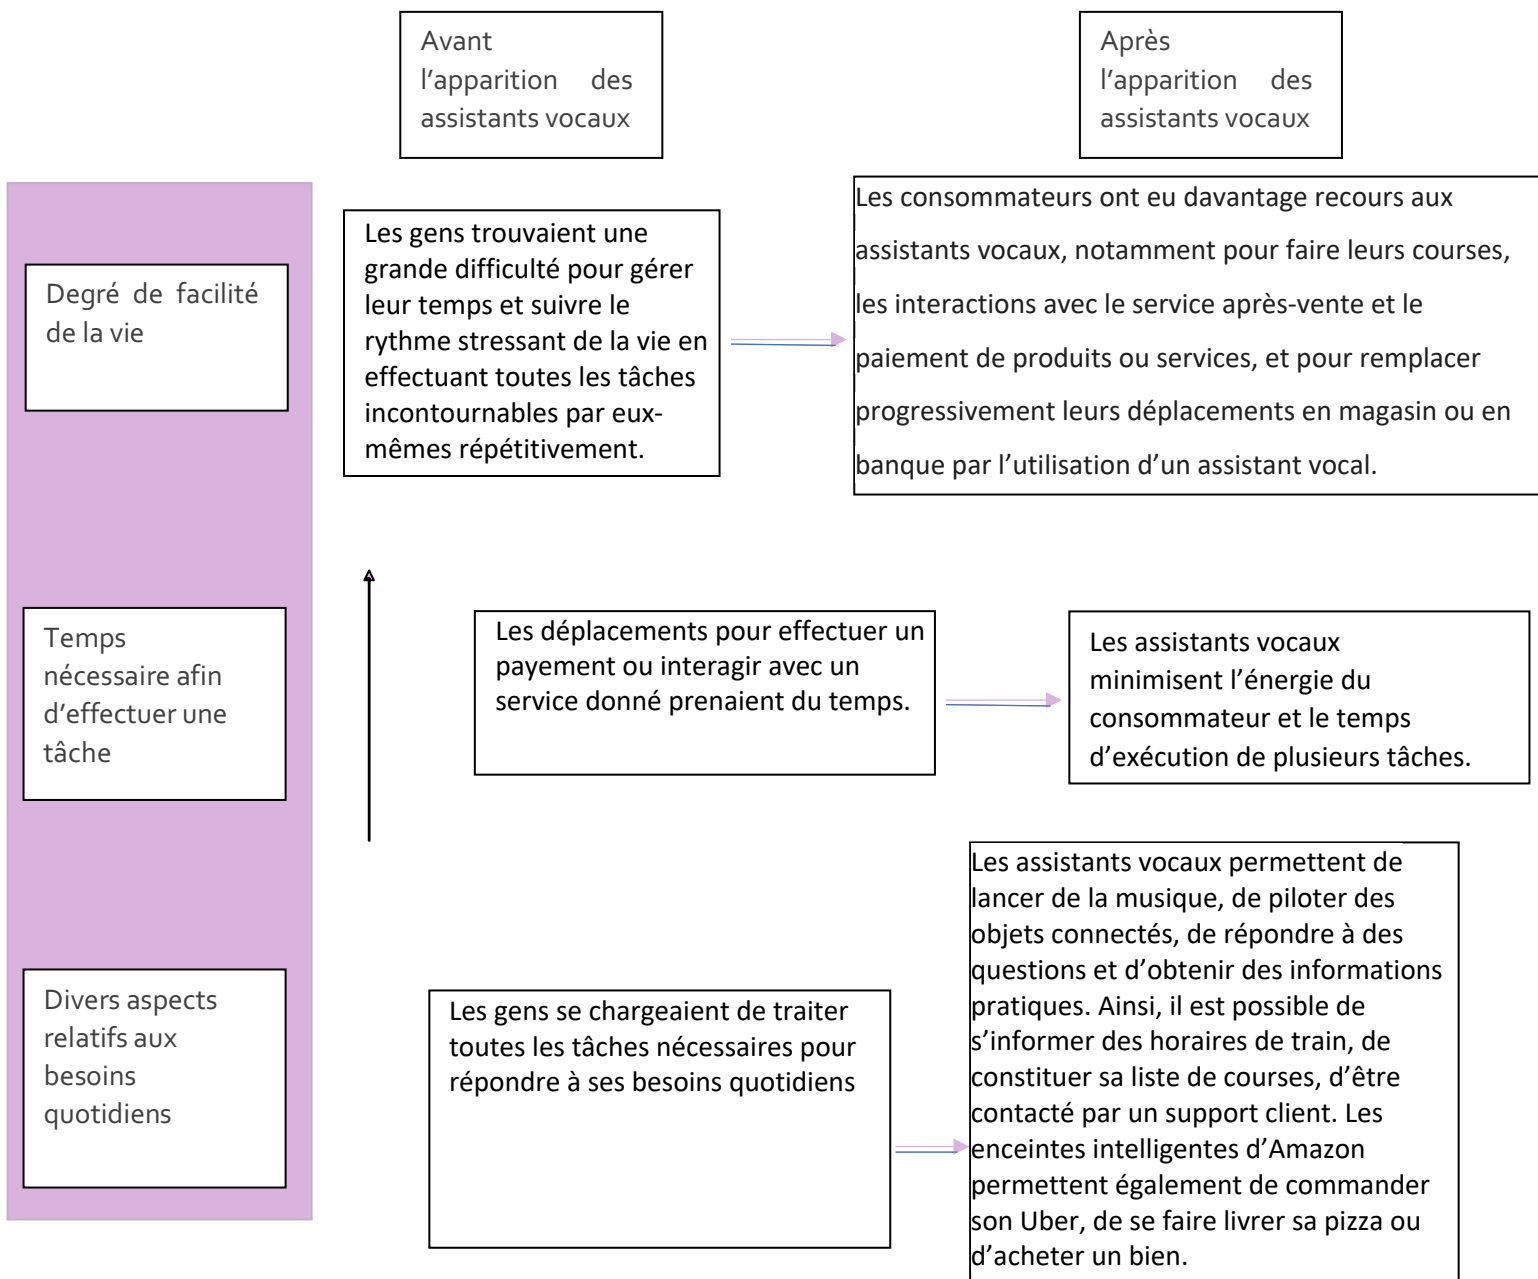 Avant
l’apparition des
assistants vocaux
Après
l’apparition des
assistants vocaux
Degré de facilité
de la vie
Les gens trouvaient une
grande difficulté pour gérer
leur temps et suivre le
rythme stressant de la vie en
effectuant toutes les tâches
incontournables par eux-
mêmes répétitivement.
Les consommateurs ont eu davantage recours aux
assistants vocaux, notamment pour faire leurs courses,
les interactions avec le service après-vente et le
paiement de produits ou services, et pour remplacer
progressivement leurs déplacements en magasin ou en
banque par l’utilisation d’un assistant vocal.
Temps
nécessaire afin
d’effectuer une
tâche
Les déplacements pour effectuer un
payement ou interagir avec un
service donné prenaient du temps.
Les assistants vocaux
minimisent l’énergie du
consommateur et le temps
d’exécution de plusieurs tâches.
Divers aspects
relatifs aux
besoins
quotidiens
Les gens se chargeaient de traiter
toutes les tâches nécessaires pour
répondre à ses besoins quotidiens
Les assistants vocaux permettent de
lancer de la musique, de piloter des
objets connectés, de répondre à des
questions et d’obtenir des informations
pratiques. Ainsi, il est possible de
s’informer des horaires de train, de
constituer sa liste de courses, d’être
contacté par un support client. Les
enceintes intelligentes d’Amazon
permettent également de commander
son Uber, de se faire livrer sa pizza ou
d’acheter un bien.